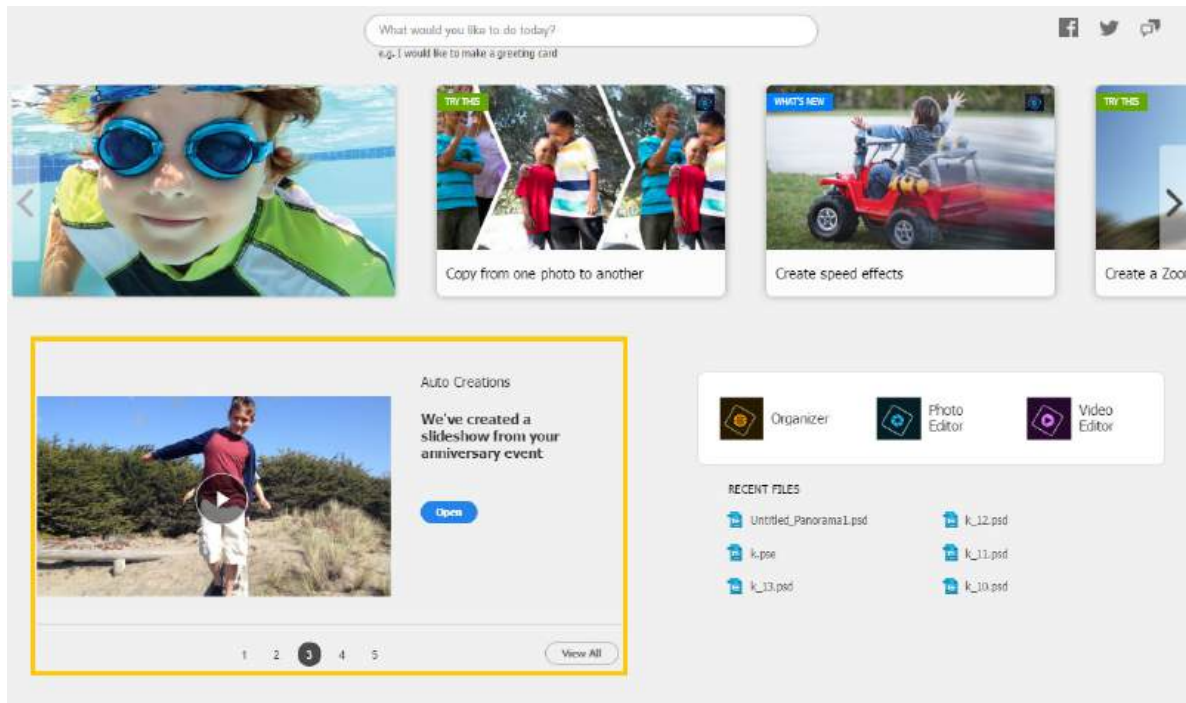 What would you like to do today?
e.g. I would like to make a greeting card
TRY THIS
WHAT'S NEW
TRY THIS
Copy from one photo to another
Create speed effects
Create a Zoo
Auto Creations
We've created a
slideshow from your
anniversary event
Open
1 2 3 4 5
View All
Organizer
Photo
Editor
Video
Editor
RECENT FILES
Untitled_Panorama1.psd
k_12.psd
k.pse
k_11.psd
k_13.psd
k_10.psd